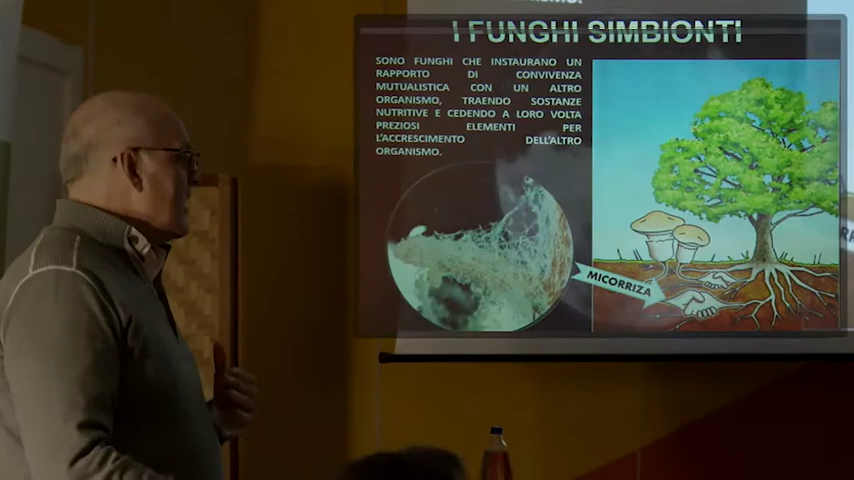 I FUNGHI SIMBIONTI
SONO FUNGHI CHE INSTAURANO UN
RAPPORTO DI CONVIVENZA
MUTUALISTICA CON UN ALTRO
ORGANISMO, TRAENDO SOSTANZE
NUTRITIVE E CEDENDO A LORO VOLTA
PREZIOSI ELEMENTI PER
L'ACCRESCIMENTO DELL'ALTRO
ORGANISMO.
MICORRIZA